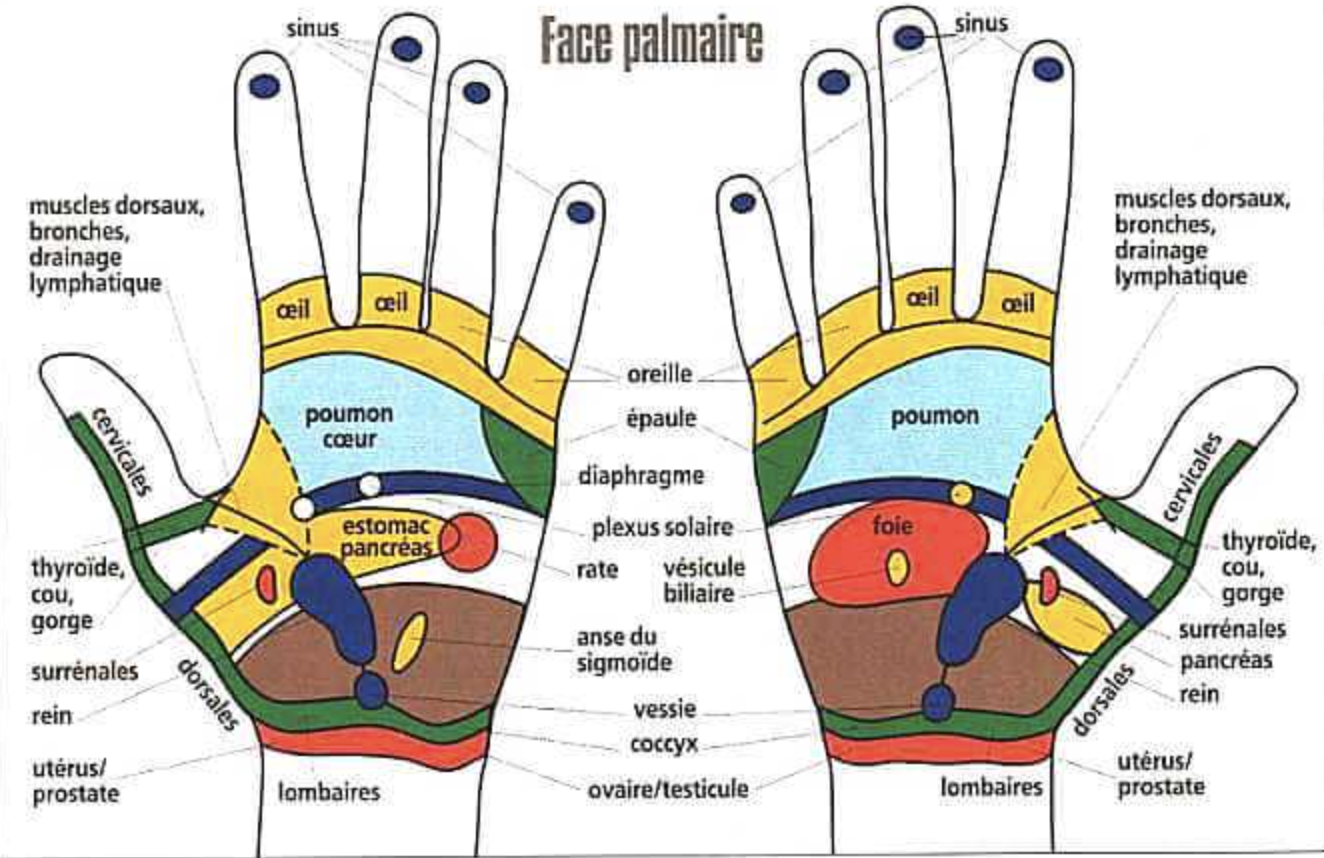 Face palmaire
sinus
sinus
muscles dorsaux,
bronches,
drainage
lymphatique
muscles dorsaux,
bronches,
drainage
lymphatique
œil
œil
œil
œil
oreille
poumon
cœur
épaule
poumon
cervicales
cervicales
diaphragme
estomac
pancréas
plexus solaire
foie
thyroïde,
cou,
gorge
rate
vésicule
biliaire
thyroïde,
cou,
gorge
surrénales
anse du
sigmoïde
surrénales
pancréas
rein
dorsales
vessie
dorsales
rein
coccyx
utérus/
prostate
lombaires
ovaire/testicule
lombaires
utérus/
prostate